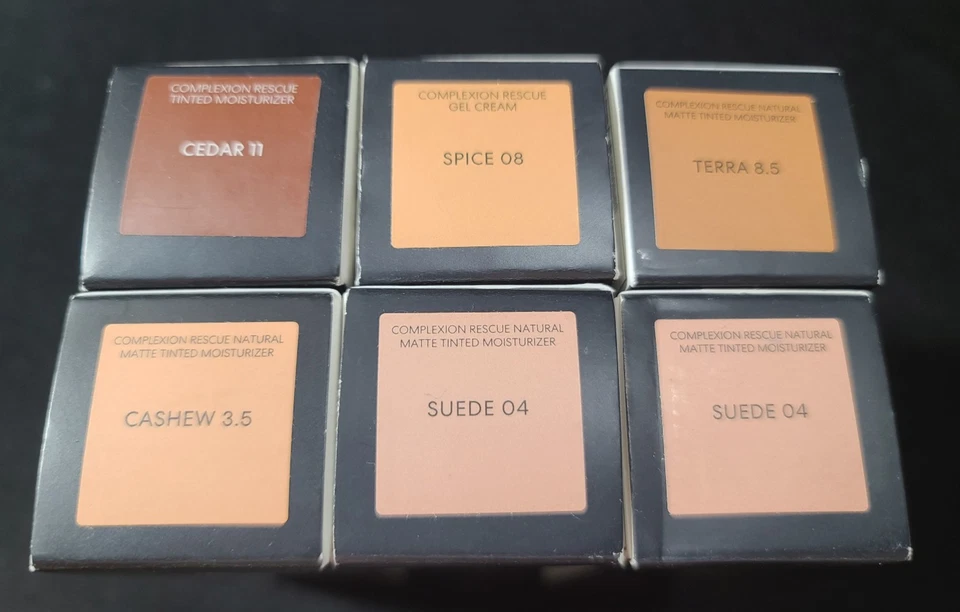 COMPLEXION RESCUE
TINTED MOISTURIZER
CEDAR 11
COMPLEXION RESCUE
GEL CREAM
SPICE 08
COMPLEXION RESCUE NATURAL
MATTE TINTED MOISTURIZER
TERRA 8.5
COMPLEXION RESCUE NATURAL
MATTE TINTED MOISTURIZER
CASHEW 3.5
COMPLEXION RESCUE NATURAL
MATTE TINTED MOISTURIZER
SUEDE 04
COMPLEXION RESCUE NATURAL
MATTE TINTED MOISTURIZER
SUEDE 04